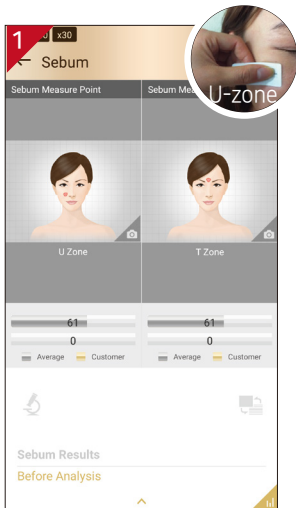 1
x30
Sebum
U-zone
Sebum Measure Point
Sebum Mea
U Zone
T Zone
61
0
Average
Customer
61
0
Average
Customer
Sebum Results
Before Analysis